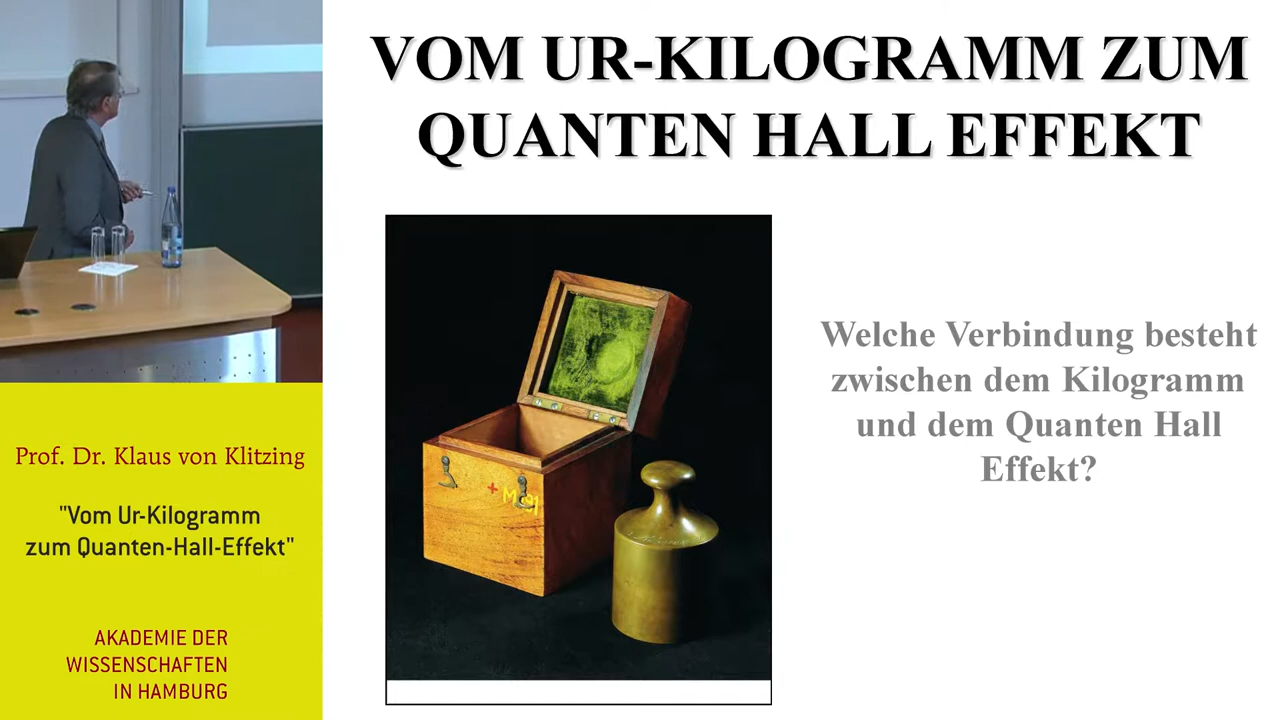 VOM UR-KILOGRAMM ZUM
QUANTEN HALL EFFEKT
Welche Verbindung besteht
zwischen dem Kilogramm
und dem Quanten Hall
Effekt?
Prof. Dr. Klaus von Klitzing
"Vom Ur-Kilogramm
zum Quanten-Hall-Effekt"
AKADEMIE DER
WISSENSCHAFTEN
IN HAMBURG